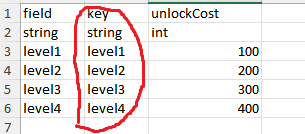 1 field key unlockCost
2 string string int
3 level1 level1 100
4 level2 level2 200
5 level3 level3 300
6 level4 level4 400
7